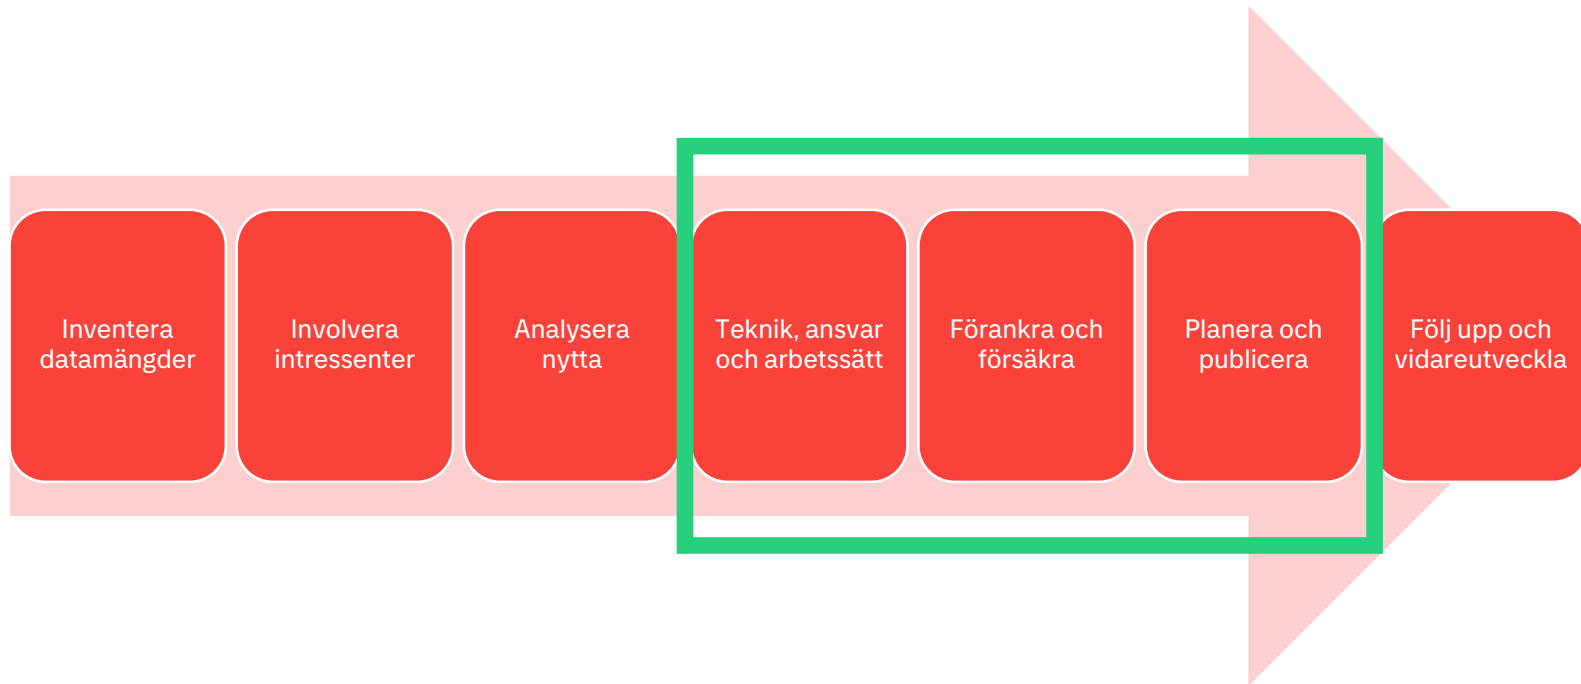 Inventera
datamängder
Involvera
intressenter
Analysera
nytta
Teknik, ansvar
och arbetssätt
Förankra och
försäkra
Planera och
publicera
Följ upp och
vidareutveckla